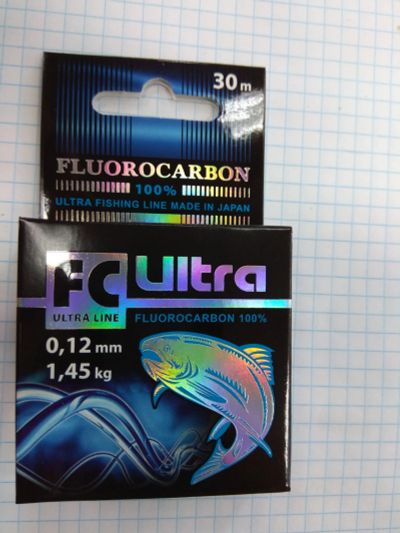 30 m
FLUOROCARBON
100%
ULTRA FISHING LINE MADE IN JAPAN
FC Ultra
ULTRA LINE
FLUOROCARBON 100%
0,12 mm
1,45 kg